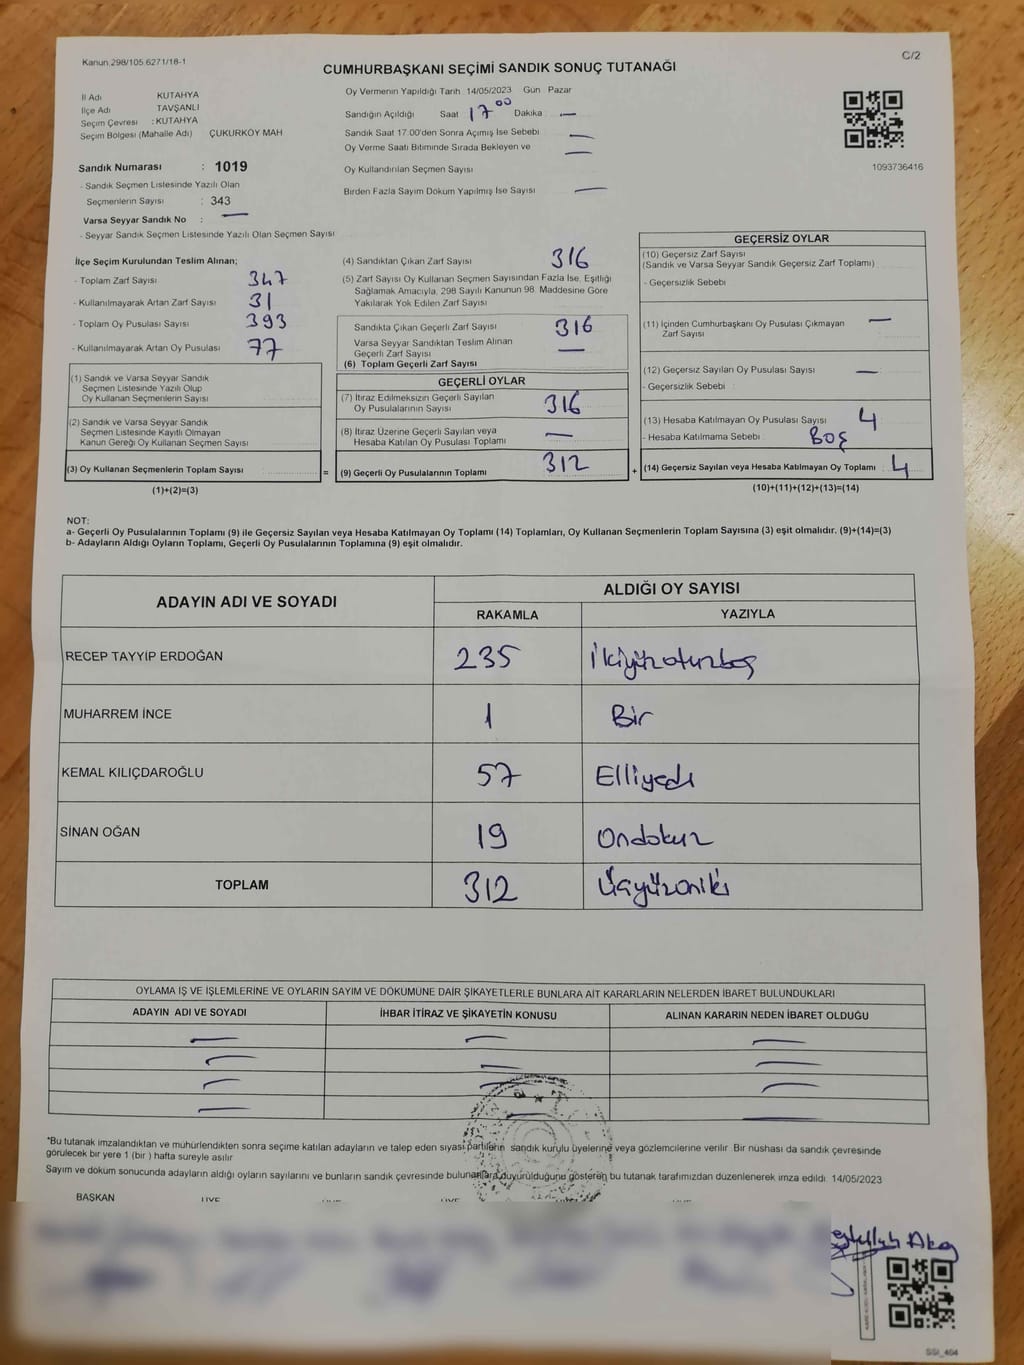 Kanun.298/105.6271/18-1
C/2
CUMHURBAŞKANI SEÇİMİ SANDIK SONUÇ TUTANAĞI
İl Adı KUTAHYA
İlçe Adı TAVŞANLI
Seçim Çevresi : KUTAHYA
Seçim Bölgesi (Mahalle Adı) ÇUKURKÖY MAH
Oy Vermenin Yapıldığı Tarih 14/05/2023 Gün Pazar
Sandığın Açıldığı Saat 17 00 Dakika : —
Sandık Saat 17.00'den Sonra Açımış İse Sebebi —
Oy Verme Saati Bitiminde Sırada Bekleyen ve —
Oy Kullandırılan Seçmen Sayısı
Birden Fazla Sayım Döküm Yapılmış İse Sayısı —
1093736416
Sandık Numarası : 1019
- Sandık Seçmen Listesinde Yazılı Olan
Seçmenlerin Sayısı : 343
Varsa Seyyar Sandık No : —
- Seyyar Sandık Seçmen Listesinde Yazılı Olan Seçmen Sayısı
İlçe Seçim Kurulundan Teslim Alınan;
- Toplam Zarf Sayısı 347
- Kullanılmayarak Artan Zarf Sayısı 31
- Toplam Oy Pusulası Sayısı 393
- Kullanılmayarak Artan Oy Pusulası 77
(1) Sandık ve Varsa Seyyar Sandık
Seçmen Listesinde Yazılı Olup
Oy Kullanan Seçmenlerin Sayısı
(2) Sandık ve Varsa Seyyar Sandık
Seçmen Listesinde Kayıtlı Olmayan
Kanun Gereği Oy Kullanan Seçmen Sayısı
(3) Oy Kullanan Seçmenlerin Toplam Sayısı
(1)+(2)=(3)
(4) Sandıktan Çıkan Zarf Sayısı 316
(5) Zarf Sayısı Oy Kullanan Seçmen Sayısından Fazla İse, Eşitliği
Sağlamak Amacıyla, 298 Sayılı Kanunun 98. Maddesine Göre
Yakılarak Yok Edilen Zarf Sayısı
Sandıkta Çıkan Geçerli Zarf Sayısı 316
Varsa Seyyar Sandıktan Teslim Alınan
Geçerli Zarf Sayısı —
(6) Toplam Geçerli Zarf Sayısı
GEÇERLİ OYLAR
(7) İtiraz Edilmeksizin Geçerli Sayılan
Oy Pusulalarının Sayısı 316
(8) İtiraz Üzerine Geçerli Sayılan veya
Hesaba Katılan Oy Pusulası Toplamı —
= (9) Geçerli Oy Pusulalarının Toplamı 312
GEÇERSİZ OYLAR
(10) Geçersiz Zarf Sayısı
(Sandık ve Varsa Seyyar Sandık Geçersiz Zarf Toplamı)
- Geçersizlik Sebebi
(11) İçinden Cumhurbaşkanı Oy Pusulası Çıkmayan —
Zarf Sayısı
(12) Geçersiz Sayılan Oy Pusulası Sayısı —
- Geçersizlik Sebebi :
(13) Hesaba Katılmayan Oy Pusulası Sayısı 4
- Hesaba Katılmama Sebebi : Boş
+ (14) Geçersiz Sayılan veya Hesaba Katılmayan Oy Toplamı : 4
(10)+(11)+(12)+(13)=(14)
NOT:
a- Geçerli Oy Pusulalarının Toplamı (9) ile Geçersiz Sayılan veya Hesaba Katılmayan Oy Toplamı (14) Toplamları, Oy Kullanan Seçmenlerin Toplam Sayısına (3) eşit olmalıdır. (9)+(14)=(3)
b- Adayların Aldığı Oyların Toplamı, Geçerli Oy Pusulalarının Toplamına (9) eşit olmalıdır.
ADAYIN ADI VE SOYADI
ALDIĞI OY SAYISI
RAKAMLA YAZIYLA
RECEP TAYYİP ERDOĞAN 235 İkiyüzotuzbeş
MUHARREM İNCE 1 Bir
KEMAL KILIÇDAROĞLU 57 Elliyedi
SİNAN OĞAN 19 Ondokuz
TOPLAM 312 Üçyüzoniki
OYLAMA İŞ VE İŞLEMLERİNE VE OYLARIN SAYIM VE DÖKÜMÜNE DAİR ŞİKAYETLERLE BUNLARA AİT KARARLARIN NELERDEN İBARET BULUNDUKLARI
ADAYIN ADI VE SOYADI İHBAR İTİRAZ VE ŞİKAYETİN KONUSU ALINAN KARARIN NEDEN İBARET OLDUĞU
— — —
— — —
— — —
— — —
*Bu tutanak imzalandıktan ve mühürlendikten sonra seçime katılan adayların ve talep eden siyasi partilerin sandık kurulu üyelerine veya gözlemcilerine verilir. Bir nüshası da sandık çevresinde
görülecek bir yere 1 (bir ) hafta süreyle asılır
Sayım ve döküm sonucunda adayların aldığı oyların sayılarını ve bunların sandık çevresinde bulunanlara duyurulduğunu gösteren bu tutanak tarafımızdan düzenlenerek imza edildi. 14/05/2023
BAŞKAN
SSI_404